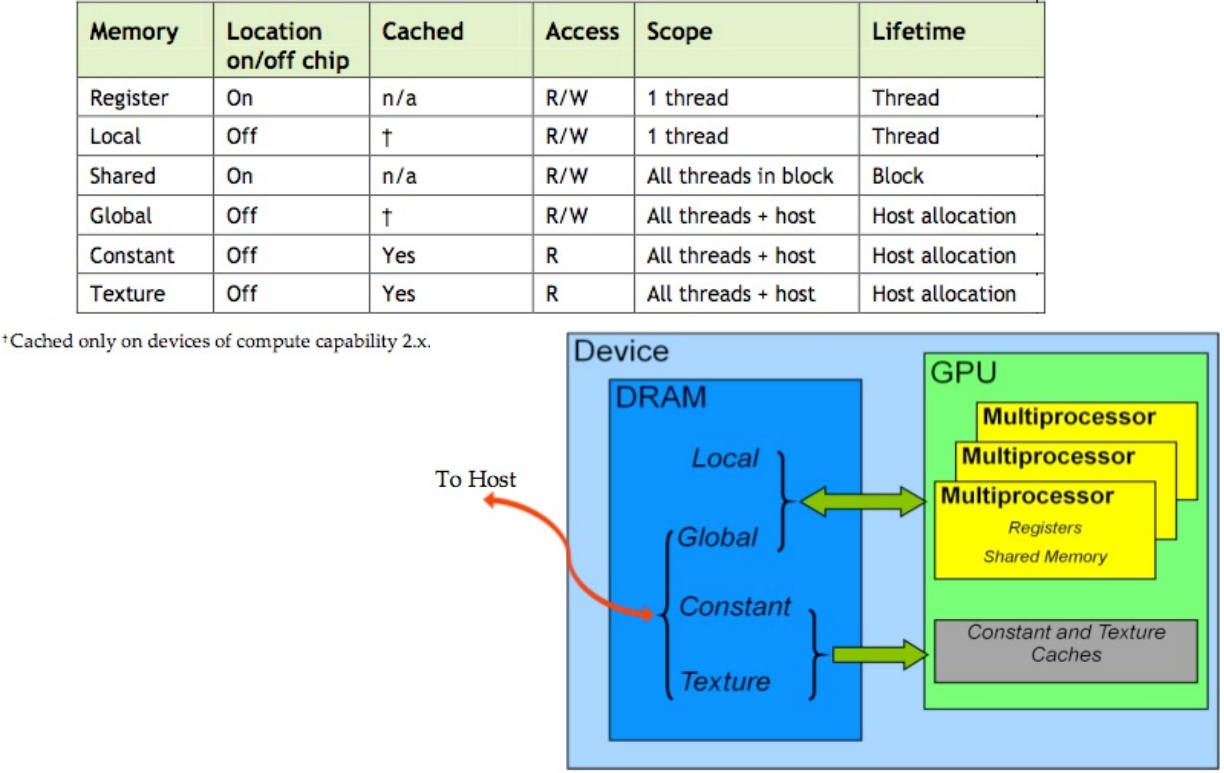 Memory Location on/off chip Cached Access Scope Lifetime
Register On n/a R/W 1 thread Thread
Local Off † R/W 1 thread Thread
Shared On n/a R/W All threads in block Block
Global Off † R/W All threads + host Host allocation
Constant Off Yes R All threads + host Host allocation
Texture Off Yes R All threads + host Host allocation
†Cached only on devices of compute capability 2.x.
Device
DRAM
Local
Global
Constant
Texture
To Host
GPU
Multiprocessor
Multiprocessor
Multiprocessor
Registers
Shared Memory
Constant and Texture
Caches